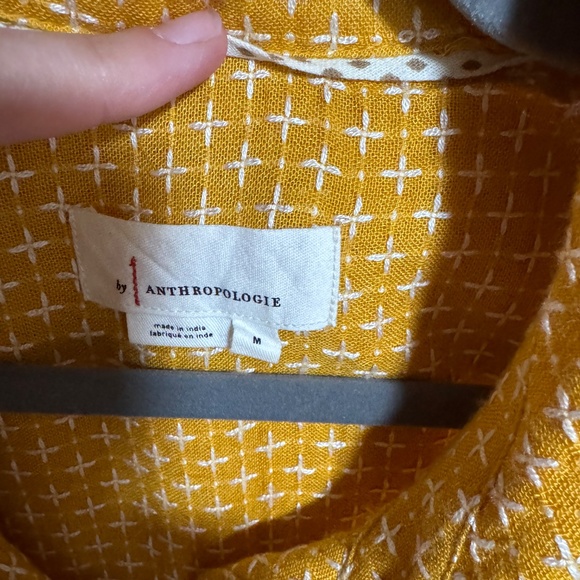 by ANTHROPOLOGIE
made in india
fabriqué en inde
M